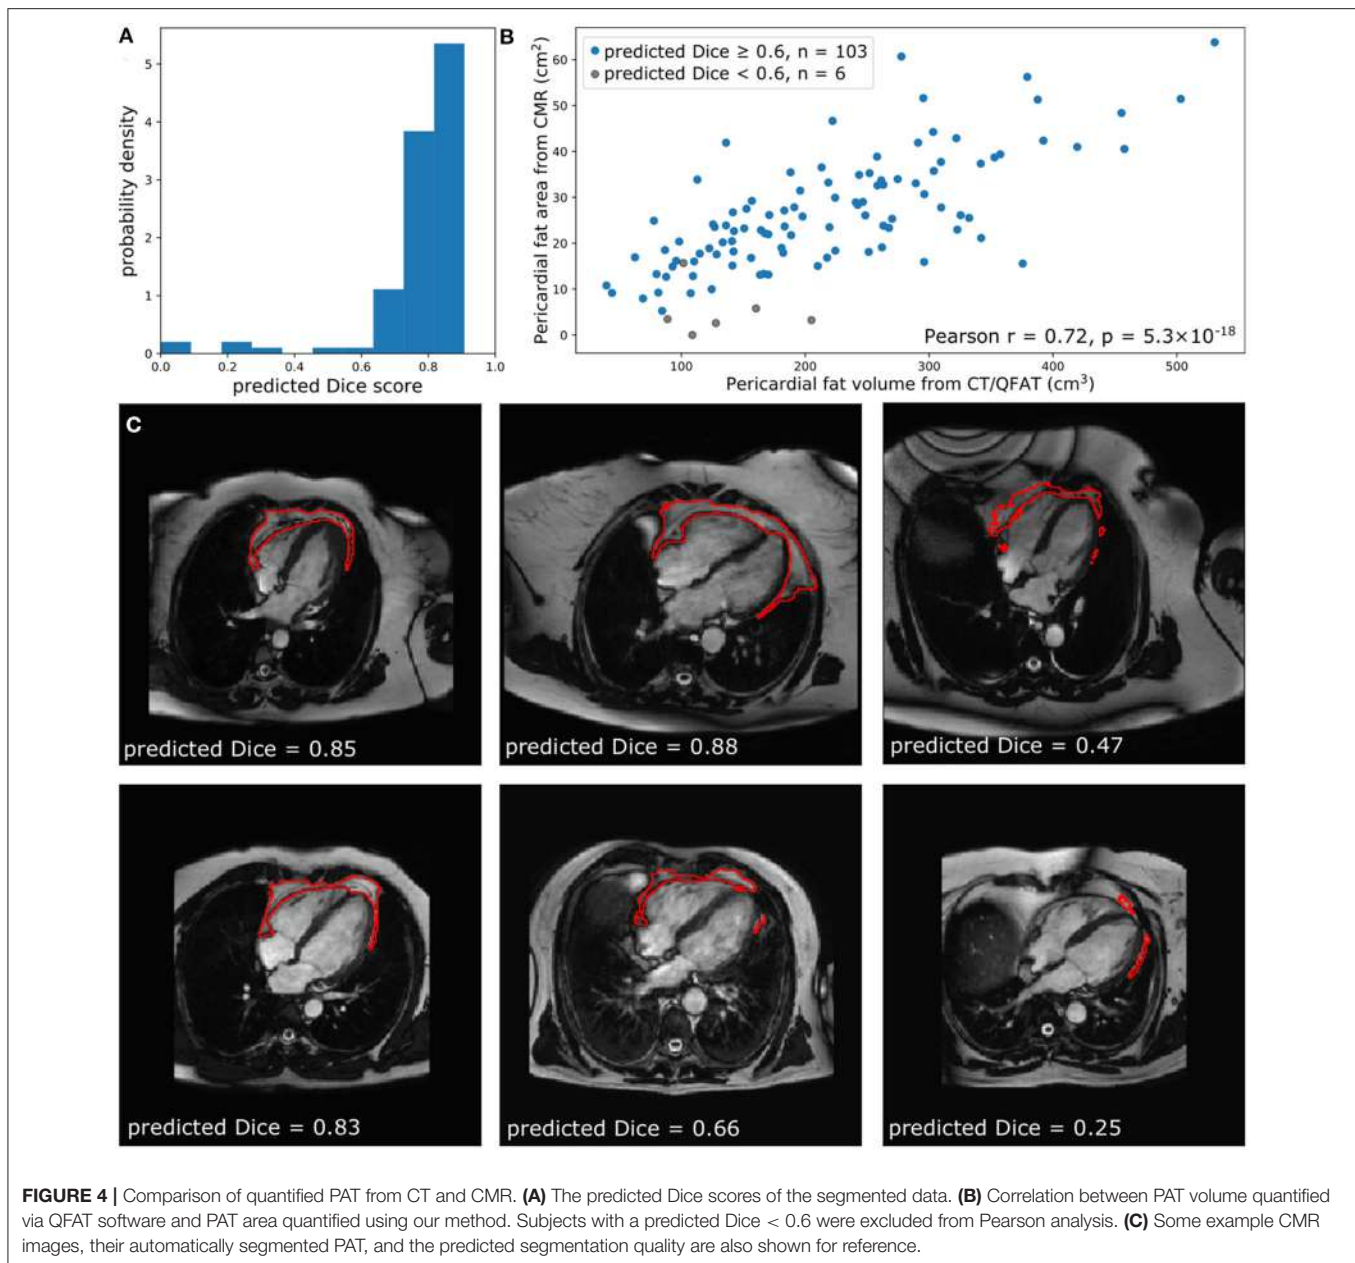 A
5
4
3
2
1
0
probability density
0.0 0.2 0.4 0.6 0.8 1.0
predicted Dice score
B
predicted Dice ≥ 0.6, n = 103
predicted Dice < 0.6, n = 6
60
50
40
30
20
10
0
Pericardial fat area from CMR (cm²)
Pearson r = 0.72, p = 5.3×10⁻¹⁸
100 200 300 400 500
Pericardial fat volume from CT/QFAT (cm³)
C
predicted Dice = 0.85
predicted Dice = 0.88
predicted Dice = 0.47
predicted Dice = 0.83
predicted Dice = 0.66
predicted Dice = 0.25
FIGURE 4 | Comparison of quantified PAT from CT and CMR. (A) The predicted Dice scores of the segmented data. (B) Correlation between PAT volume quantified
via QFAT software and PAT area quantified using our method. Subjects with a predicted Dice < 0.6 were excluded from Pearson analysis. (C) Some example CMR
images, their automatically segmented PAT, and the predicted segmentation quality are also shown for reference.